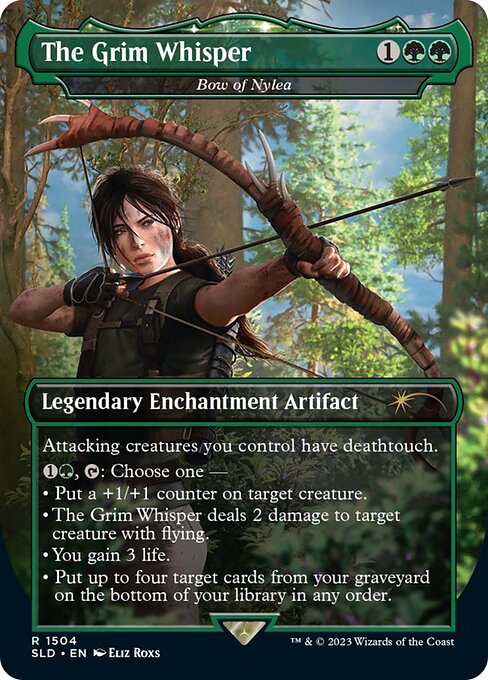 The Grim Whisper 1
Bow of Nylea
Legendary Enchantment Artifact
Attacking creatures you control have deathtouch.
1 , : Choose one —
• Put a +1/+1 counter on target creature.
• The Grim Whisper deals 2 damage to target
creature with flying.
• You gain 3 life.
• Put up to four target cards from your graveyard
on the bottom of your library in any order.
R 1504
SLD • EN Eliz Roxs
™ & © 2023 Wizards of the Coast